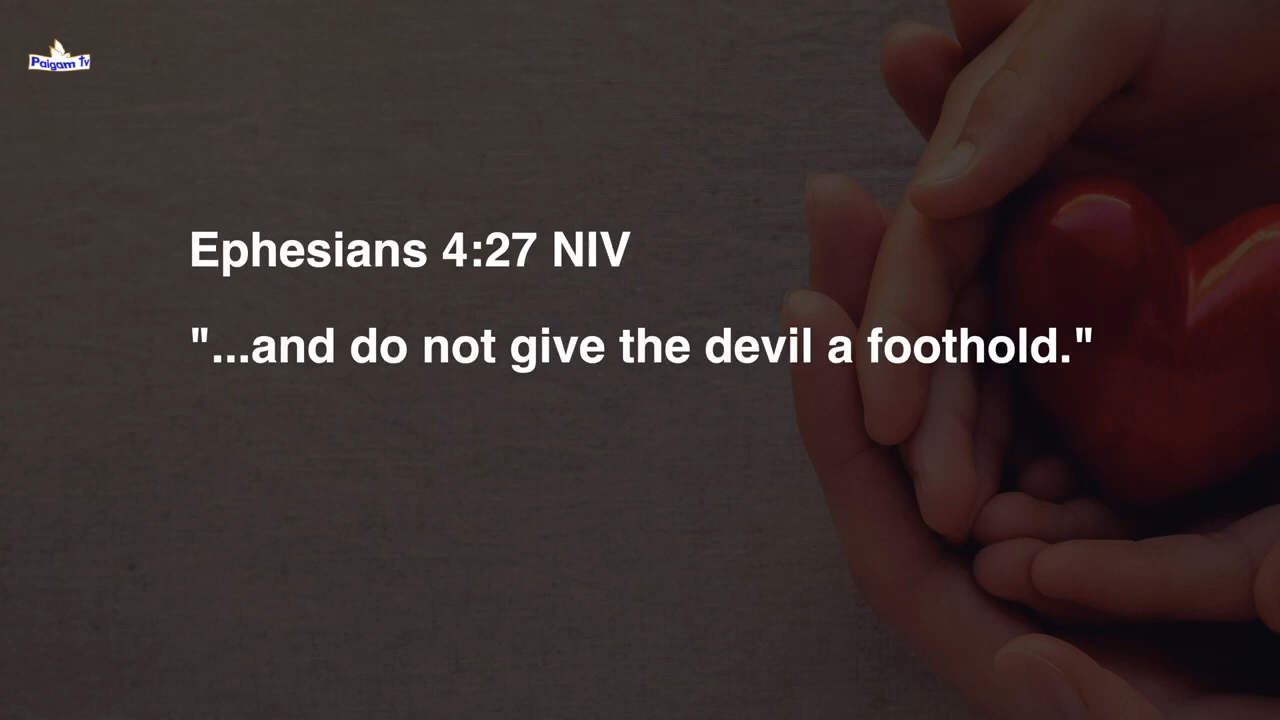 Paigam Tv
Ephesians 4:27 NIV
"...and do not give the devil a foothold."